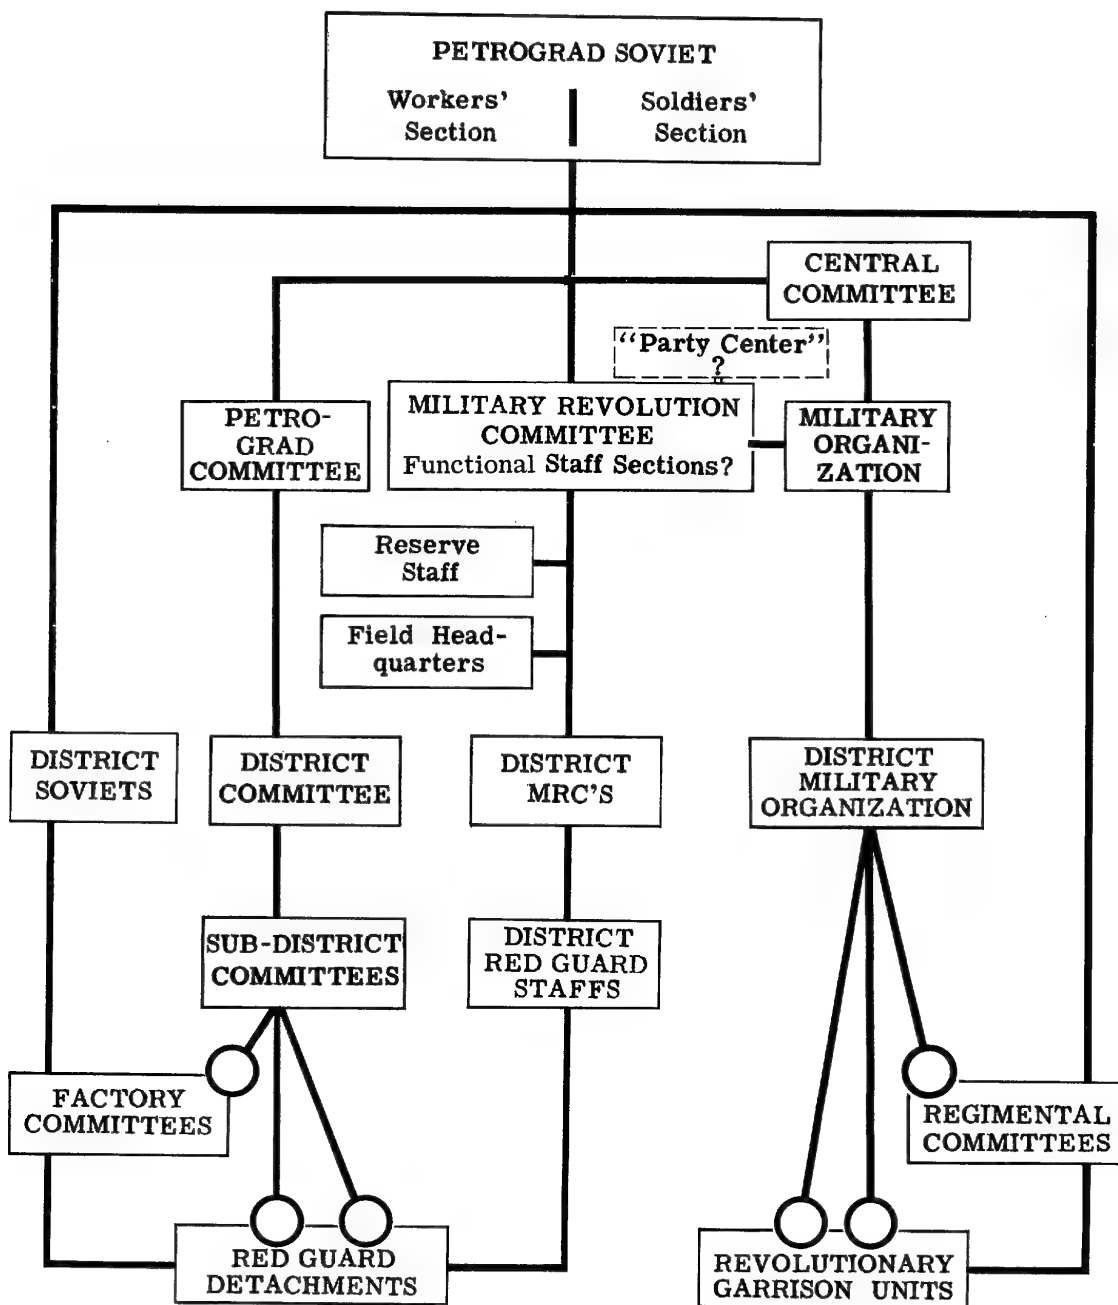 PETROGRAD SOVIET
Workers' Section
Soldiers' Section
CENTRAL
COMMITTEE
"Party Center"
?
PETRO-
GRAD
COMMITTEE
MILITARY REVOLUTION
COMMITTEE
Functional Staff Sections?
MILITARY
ORGANI-
ZATION
Reserve
Staff
Field Head-
quarters
DISTRICT
SOVIETS
DISTRICT
COMMITTEE
DISTRICT
MRC'S
DISTRICT
MILITARY
ORGANIZATION
SUB-DISTRICT
COMMITTEES
DISTRICT
RED GUARD
STAFFS
FACTORY
COMMITTEES
REGIMENTAL
COMMITTEES
RED GUARD
DETACHMENTS
REVOLUTIONARY
GARRISON UNITS